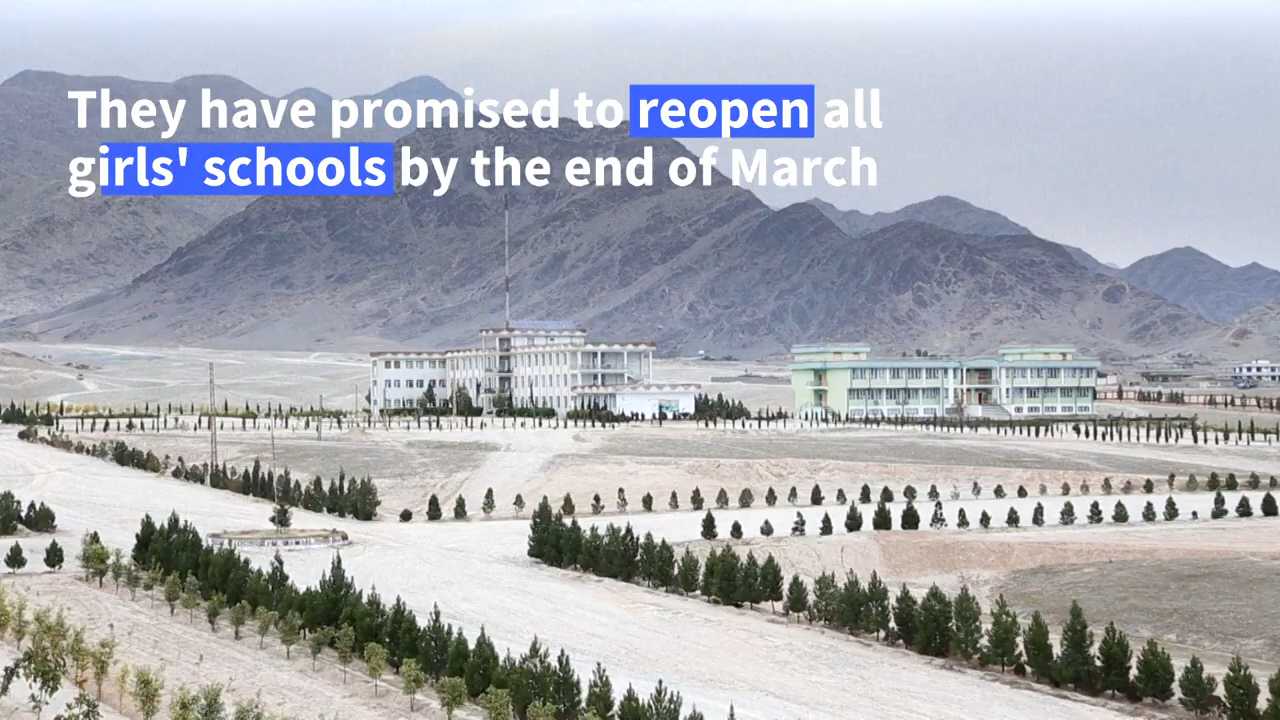 They have promised to reopen all
girls' schools by the end of March